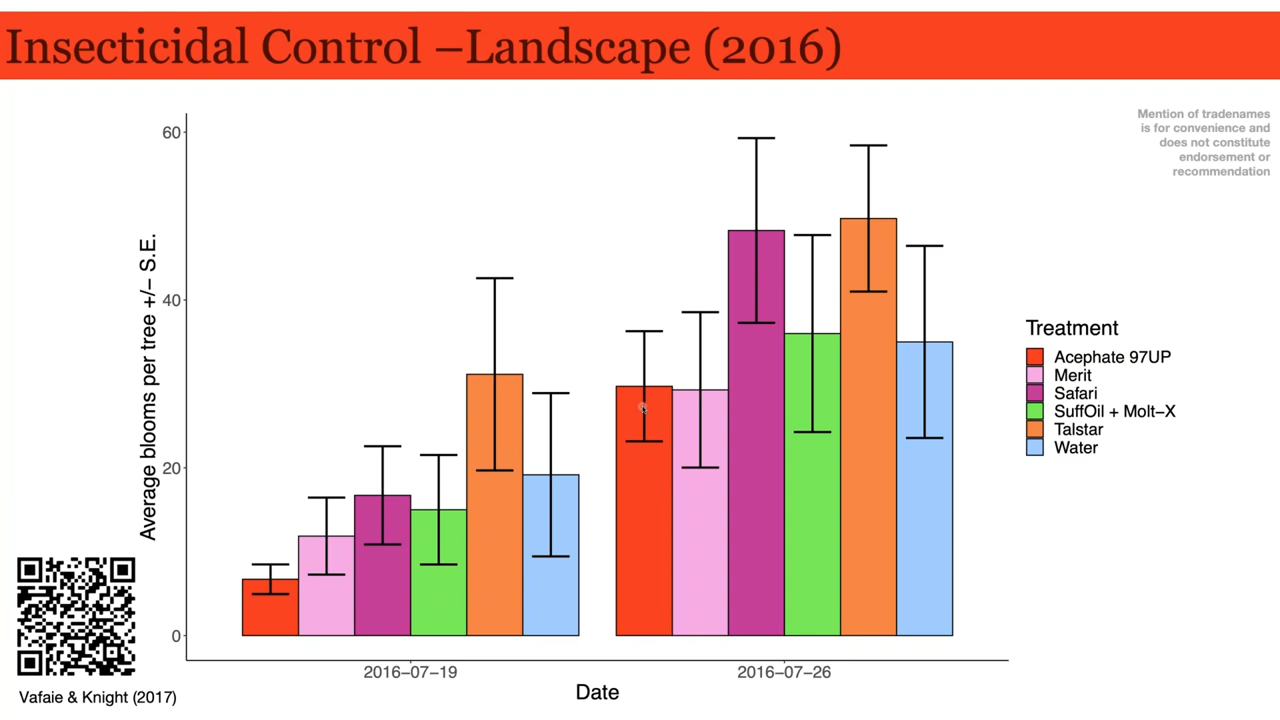 Insecticidal Control –Landscape (2016)
Mention of tradenames
is for convenience and
does not constitute
endorsement or
recommendation
Average blooms per tree +/− S.E.
60
40
20
0
2016−07−19
2016−07−26
Date
Treatment
Acephate 97UP
Merit
Safari
SuffOil + Molt−X
Talstar
Water
Vafaie & Knight (2017)